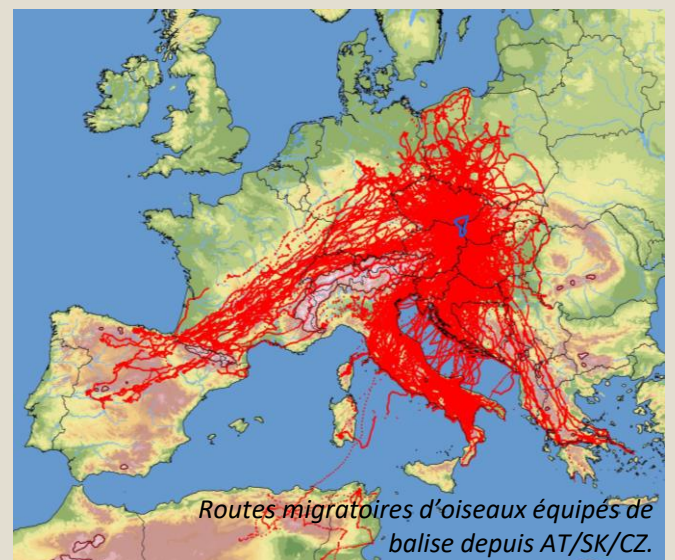 Routes migratoires d’oiseaux équipés de
balise depuis AT/SK/CZ.